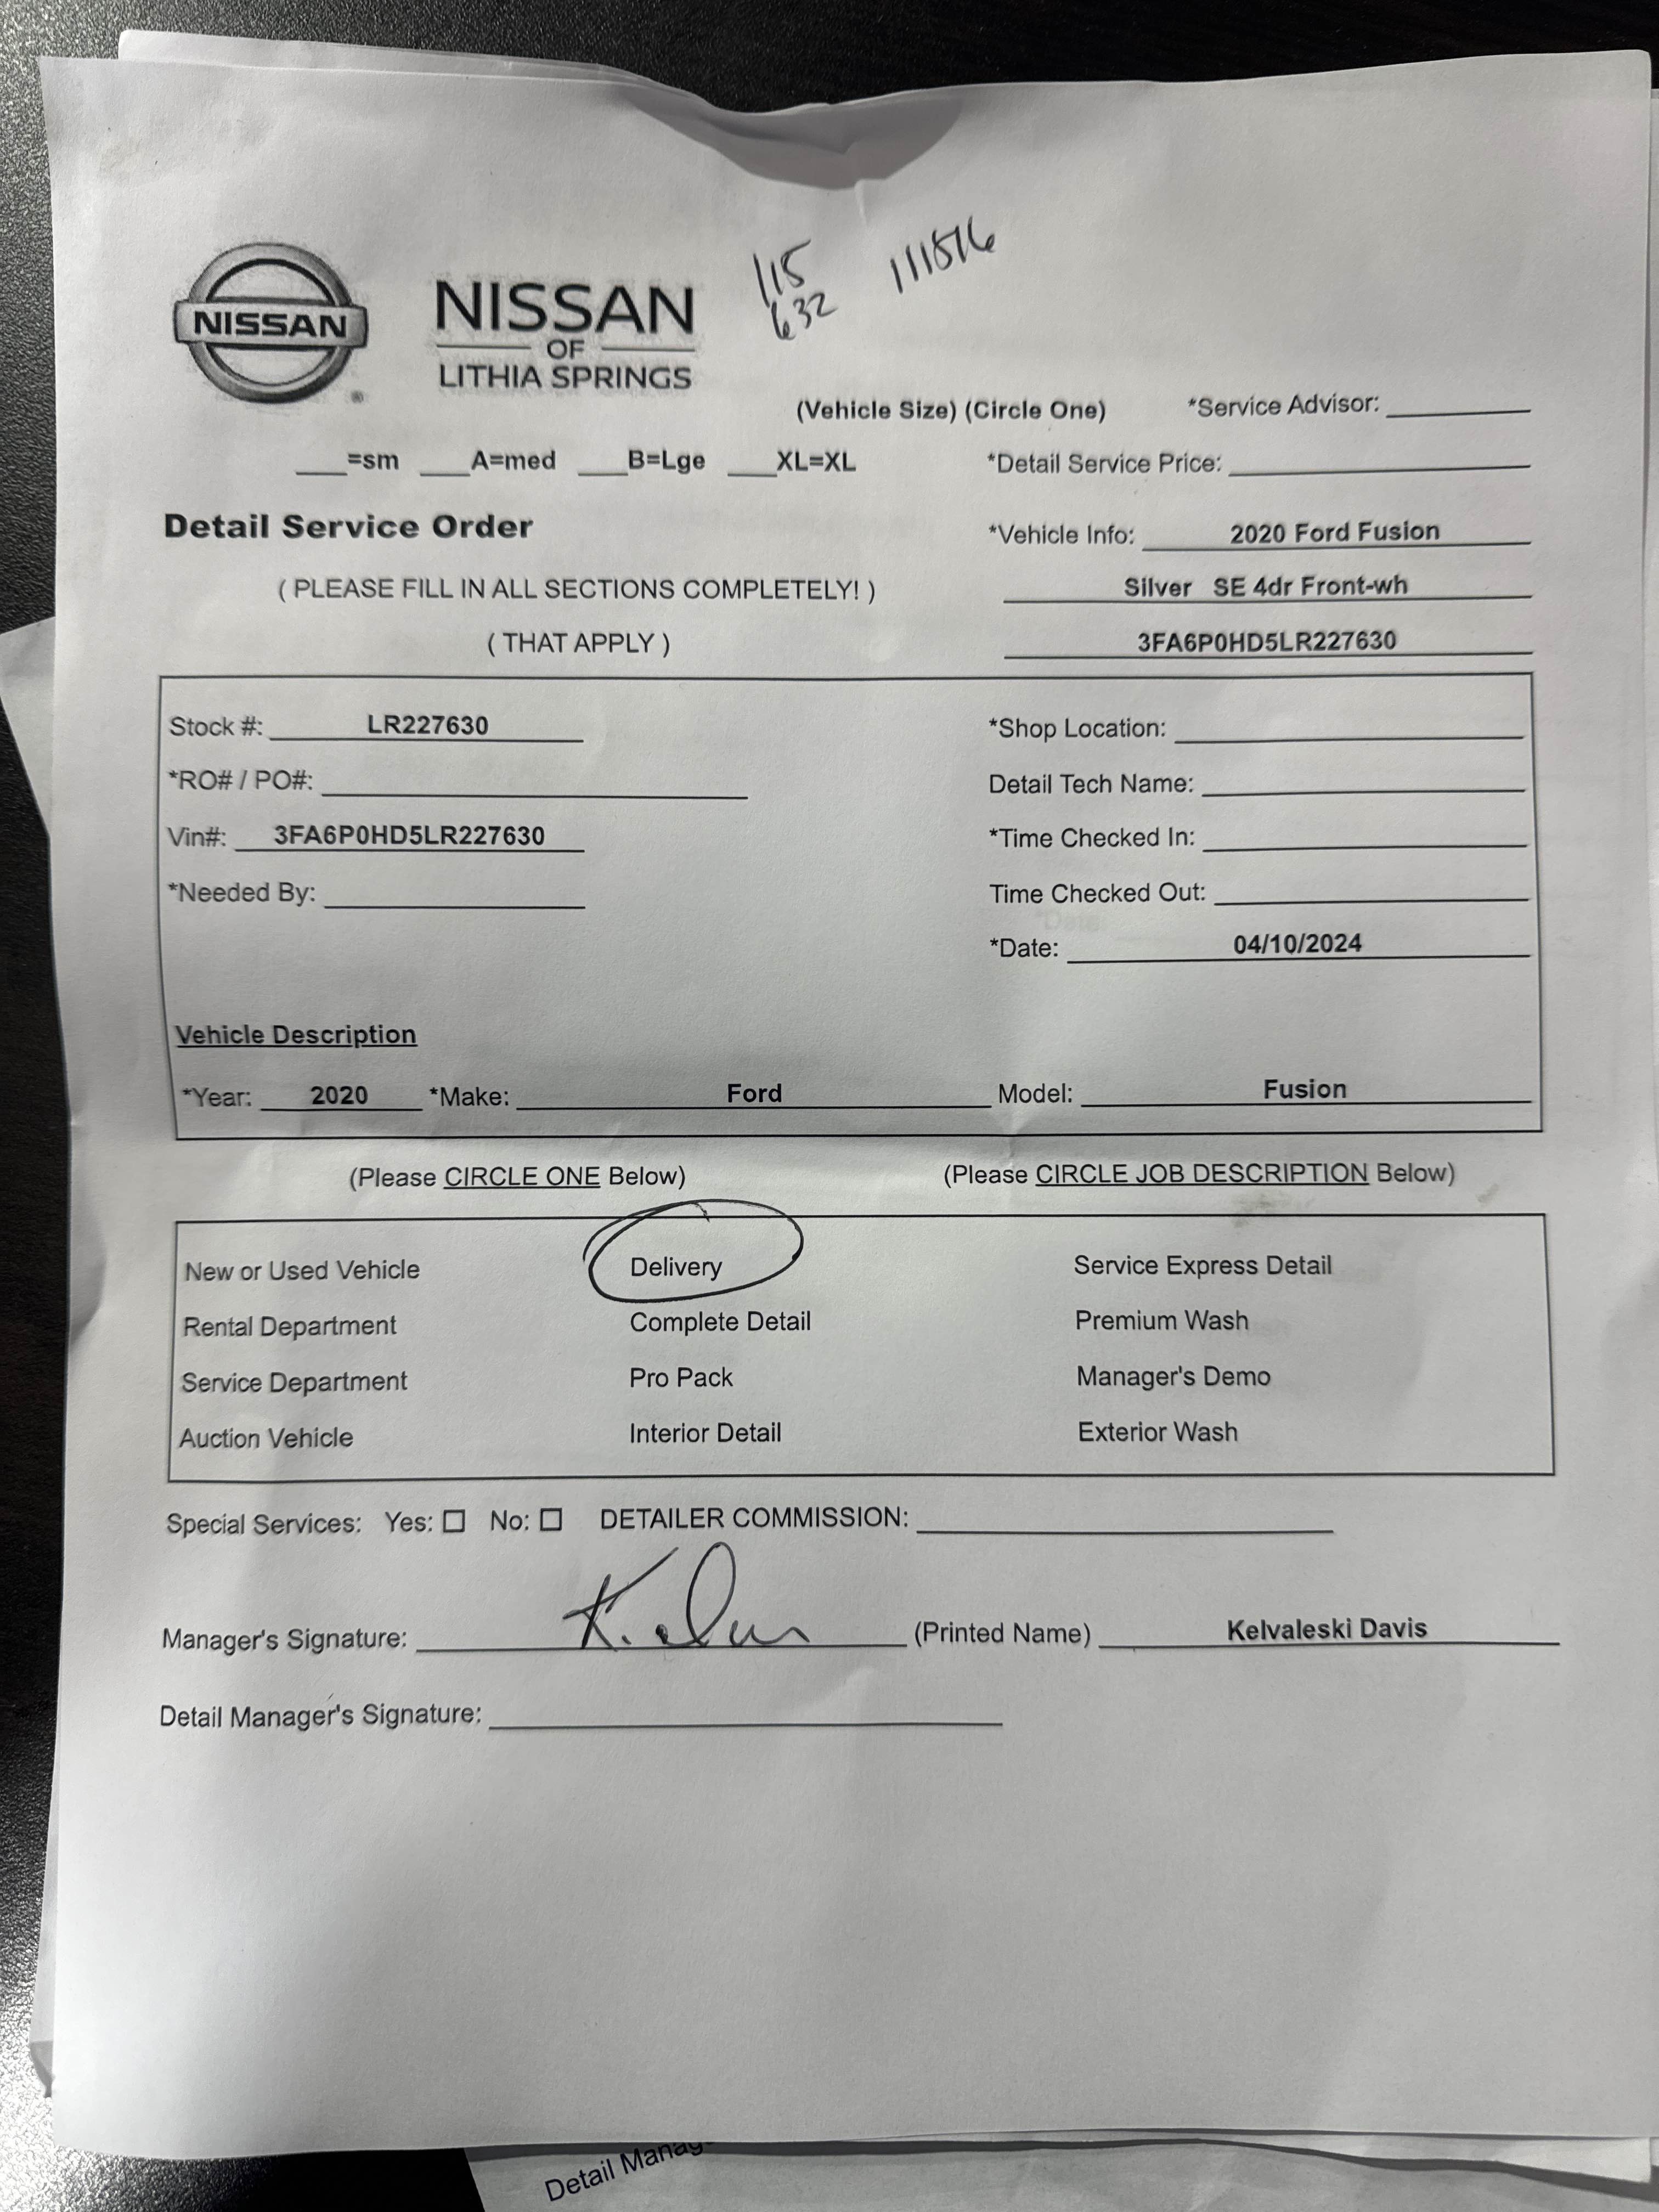 115
632
111516
NISSAN
NISSAN
OF
LITHIA SPRINGS
(Vehicle Size) (Circle One) *Service Advisor:
=sm A=med B=Lge XL=XL *Detail Service Price:
Detail Service Order *Vehicle Info: 2020 Ford Fusion
( PLEASE FILL IN ALL SECTIONS COMPLETELY! ) Silver SE 4dr Front-wh
( THAT APPLY ) 3FA6P0HD5LR227630
Stock #: LR227630 *Shop Location:
*RO# / PO#: Detail Tech Name:
Vin#: 3FA6P0HD5LR227630 *Time Checked In:
*Needed By: Time Checked Out:
*Date: 04/10/2024
Vehicle Description
*Year: 2020 *Make: Ford Model: Fusion
(Please CIRCLE ONE Below) (Please CIRCLE JOB DESCRIPTION Below)
New or Used Vehicle Delivery Service Express Detail
Rental Department Complete Detail Premium Wash
Service Department Pro Pack Manager's Demo
Auction Vehicle Interior Detail Exterior Wash
Special Services: Yes: No: DETAILER COMMISSION:
Manager's Signature: (Printed Name) Kelvaleski Davis
Detail Manager's Signature:
Detail